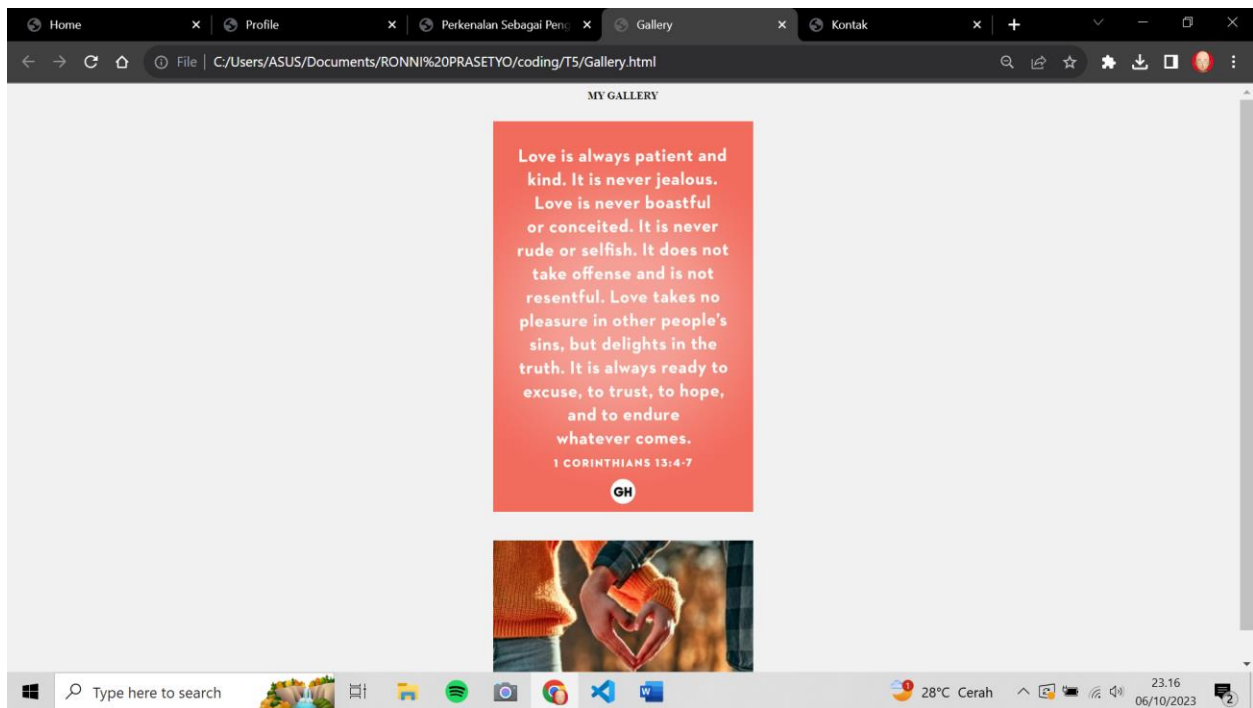 Home
Profile
Perkenalan Sebagai Peng
Gallery
Kontak
File
C:/Users/ASUS/Documents/RONNI%20PRASETYO/coding/T5/Gallery.html
MY GALLERY
Love is always patient and
kind. It is never jealous.
Love is never boastful
or conceited. It is never
rude or selfish. It does not
take offense and is not
resentful. Love takes no
pleasure in other people's
sins, but delights in the
truth. It is always ready to
excuse, to trust, to hope,
and to endure
whatever comes.
1 CORINTHIANS 13:4-7
GH
Type here to search
28°C Cerah
23.16
06/10/2023